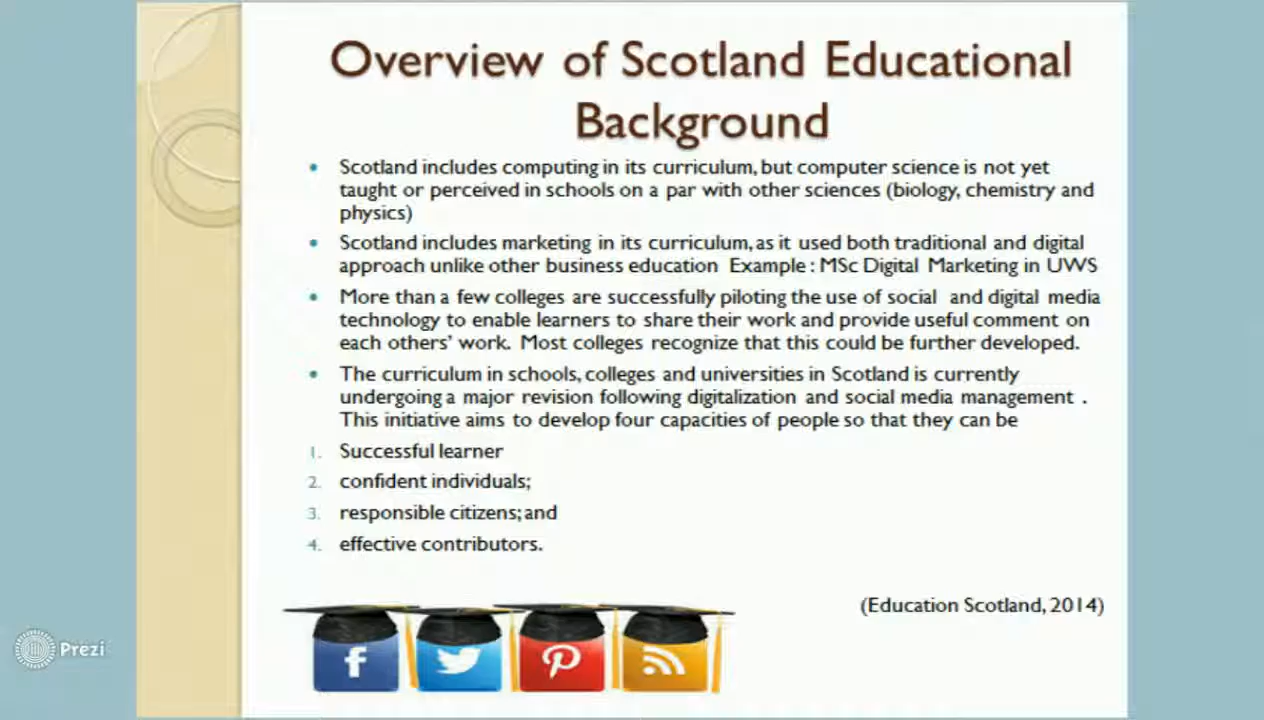 Overview of Scotland Educational
Background
• Scotland includes computing in its curriculum, but computer science is not yet
taught or perceived in schools on a par with other sciences (biology, chemistry and
physics)
• Scotland includes marketing in its curriculum, as it used both traditional and digital
approach unlike other business education Example : MSc Digital Marketing in UWS
• More than a few colleges are successfully piloting the use of social and digital media
technology to enable learners to share their work and provide useful comment on
each others’ work. Most colleges recognize that this could be further developed.
• The curriculum in schools, colleges and universities in Scotland is currently
undergoing a major revision following digitalization and social media management .
This initiative aims to develop four capacities of people so that they can be
1. Successful learner
2. confident individuals;
3. responsible citizens; and
4. effective contributors.
(Education Scotland, 2014)
Prezi